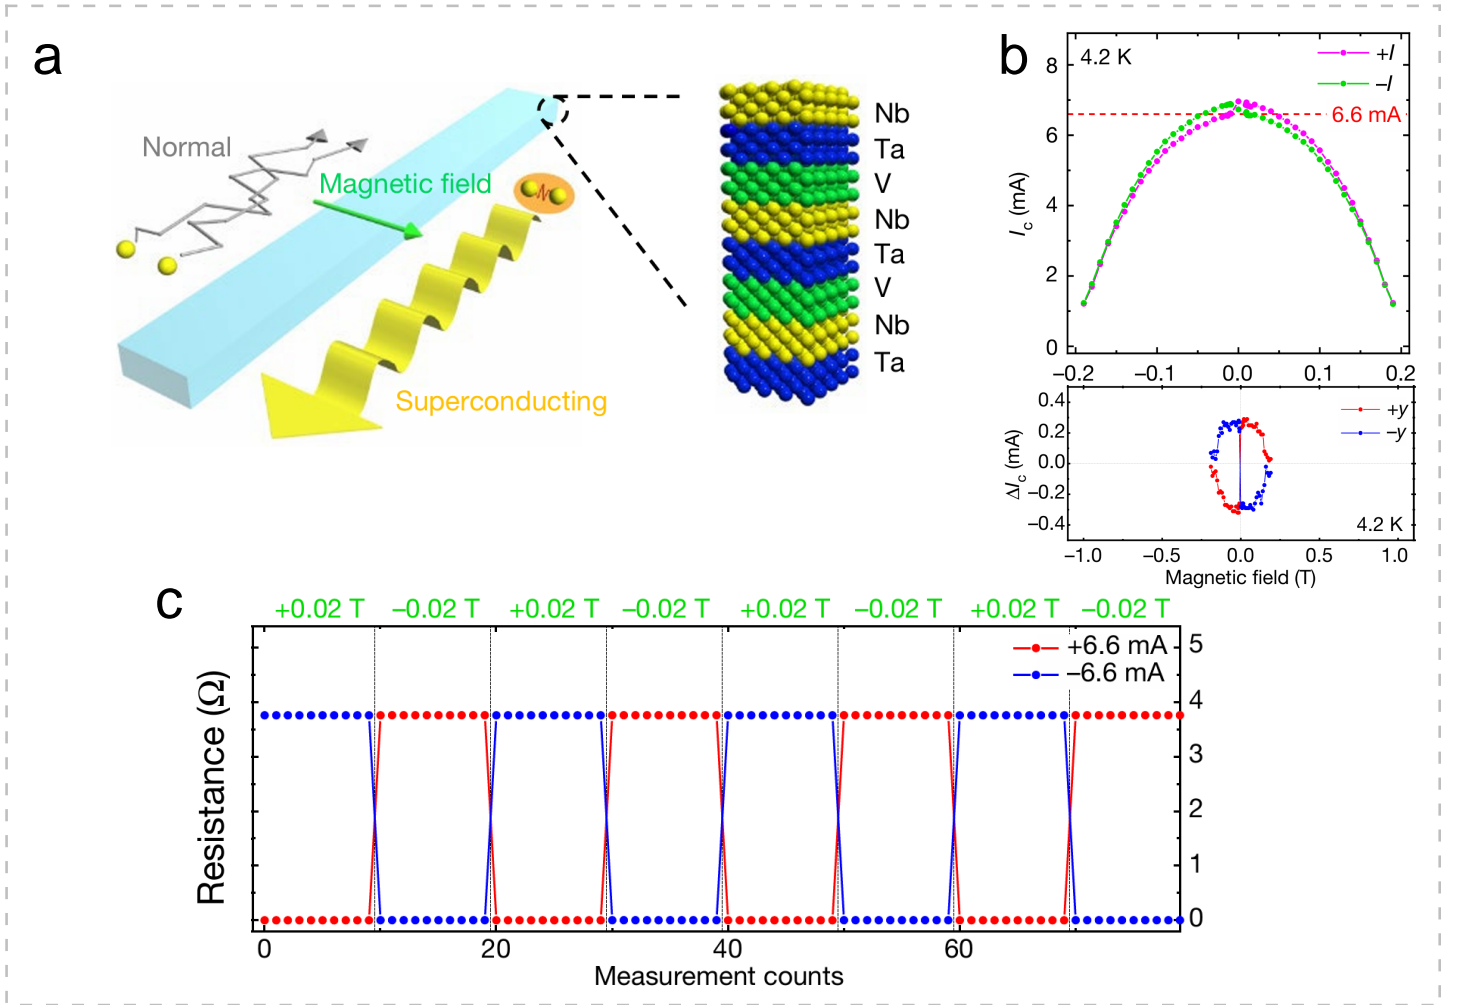 a
Normal
Magnetic field
Superconducting
Nb
Ta
V
Nb
Ta
V
Nb
Ta
b
4.2 K
+I
–I
6.6 mA
8
6
4
2
0
Ic (mA)
–0.2 –0.1 0.0 0.1 0.2
+y
–y
0.4
0.2
0.0
–0.2
–0.4
ΔIc (mA)
4.2 K
–1.0 –0.5 0.0 0.5 1.0
Magnetic field (T)
c
+0.02 T –0.02 T +0.02 T –0.02 T +0.02 T –0.02 T +0.02 T –0.02 T
+6.6 mA
–6.6 mA
Resistance (Ω)
5
4
3
2
1
0
0 20 40 60
Measurement counts